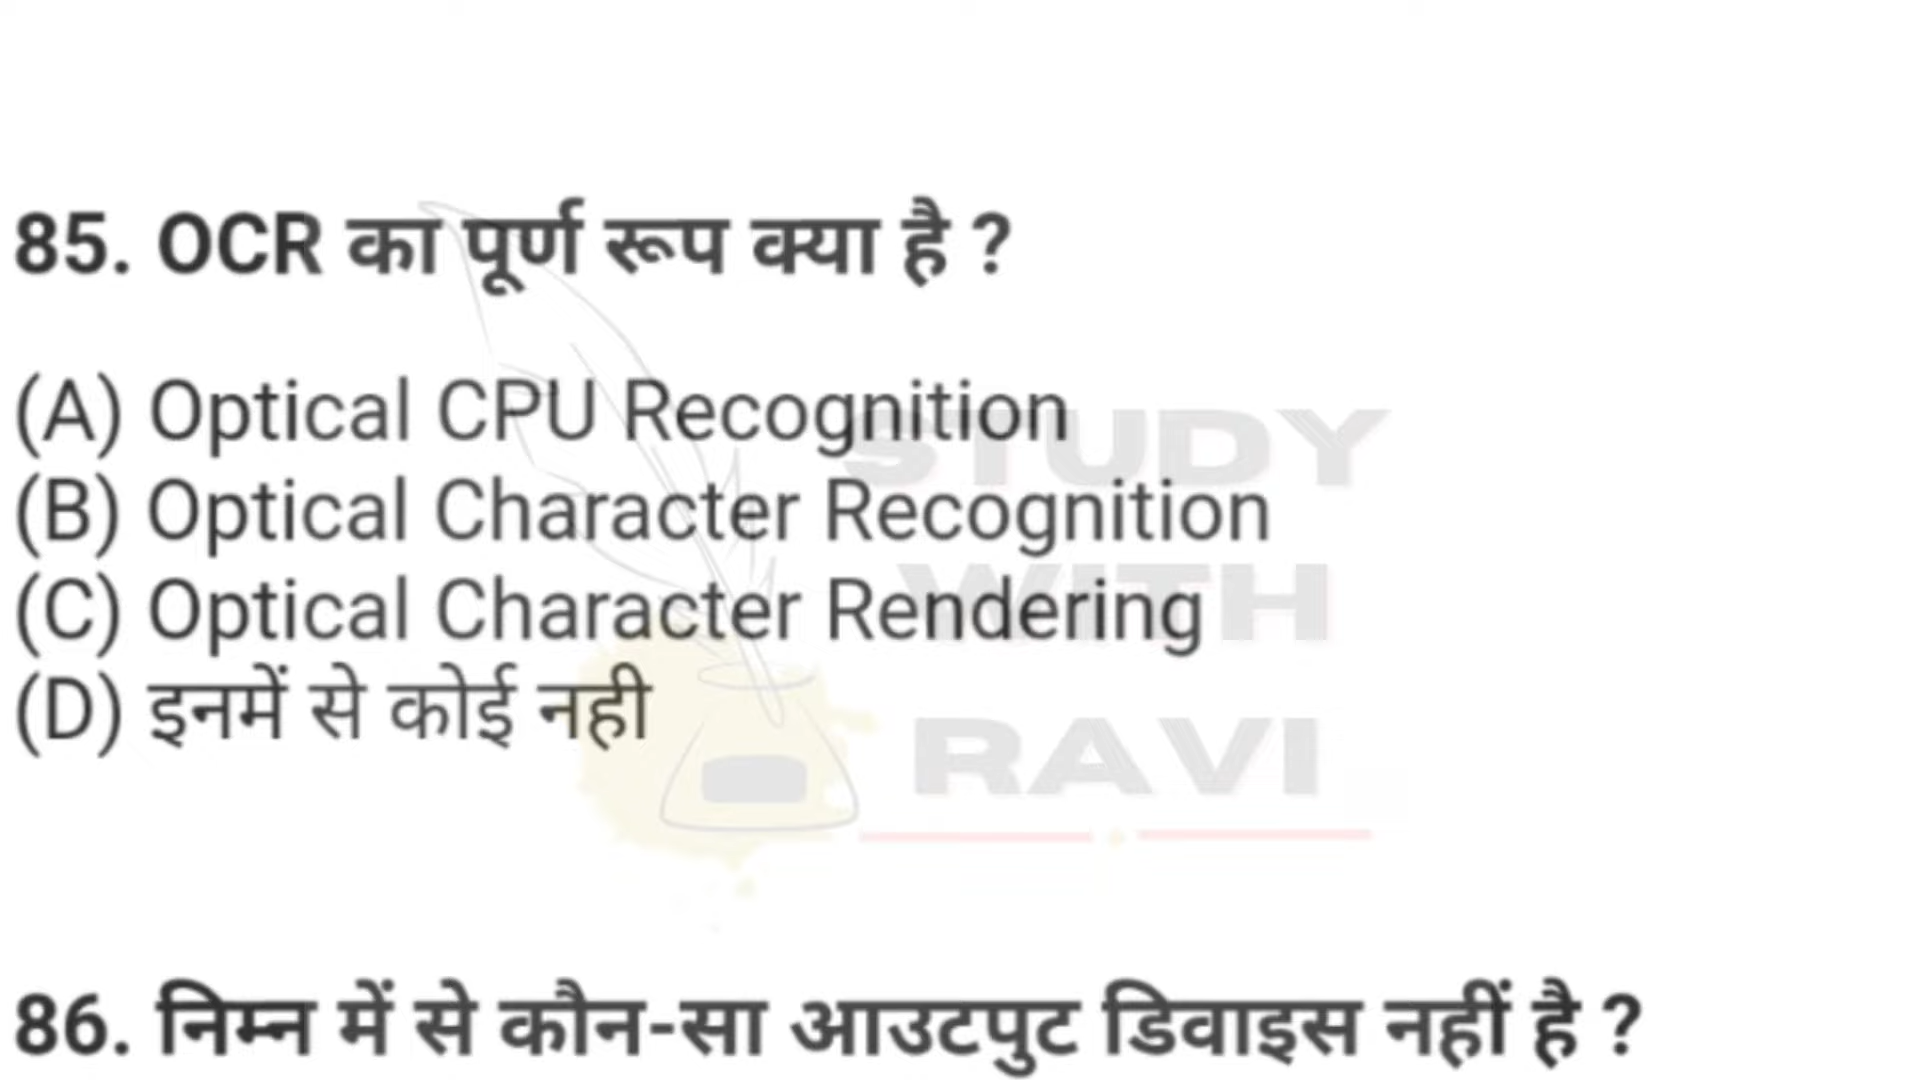 85. OCR का पूर्ण रूप क्या है ?
(A) Optical CPU Recognition
(B) Optical Character Recognition
(C) Optical Character Rendering
(D) इनमें से कोई नही
STUDY
WITH
RAVI
86. निम्न में से कौन-सा आउटपुट डिवाइस नहीं है ?